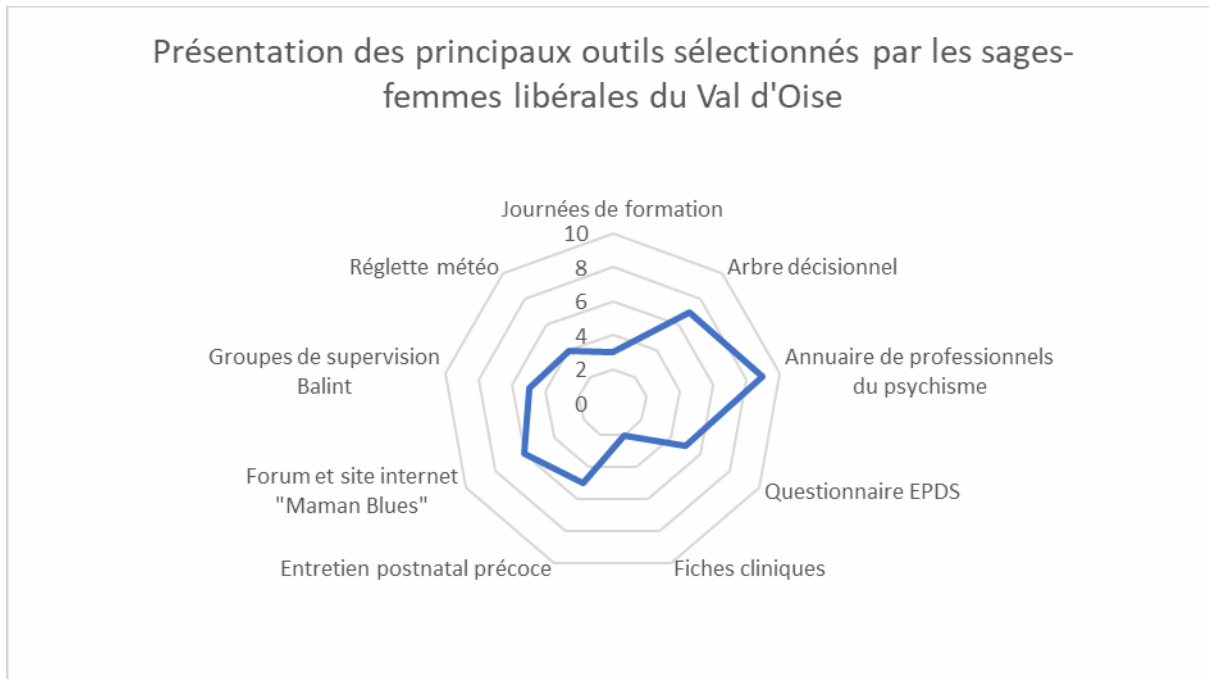 Présentation des principaux outils sélectionnés par les sages-
femmes libérales du Val d'Oise
Journées de formation
10
Réglette météo
Arbre décisionnel
8
6
4
Groupes de supervision
Balint
Annuaire de professionnels
du psychisme
2
0
Forum et site internet
"Maman Blues"
Questionnaire EPDS
Entretien postnatal précoce
Fiches cliniques